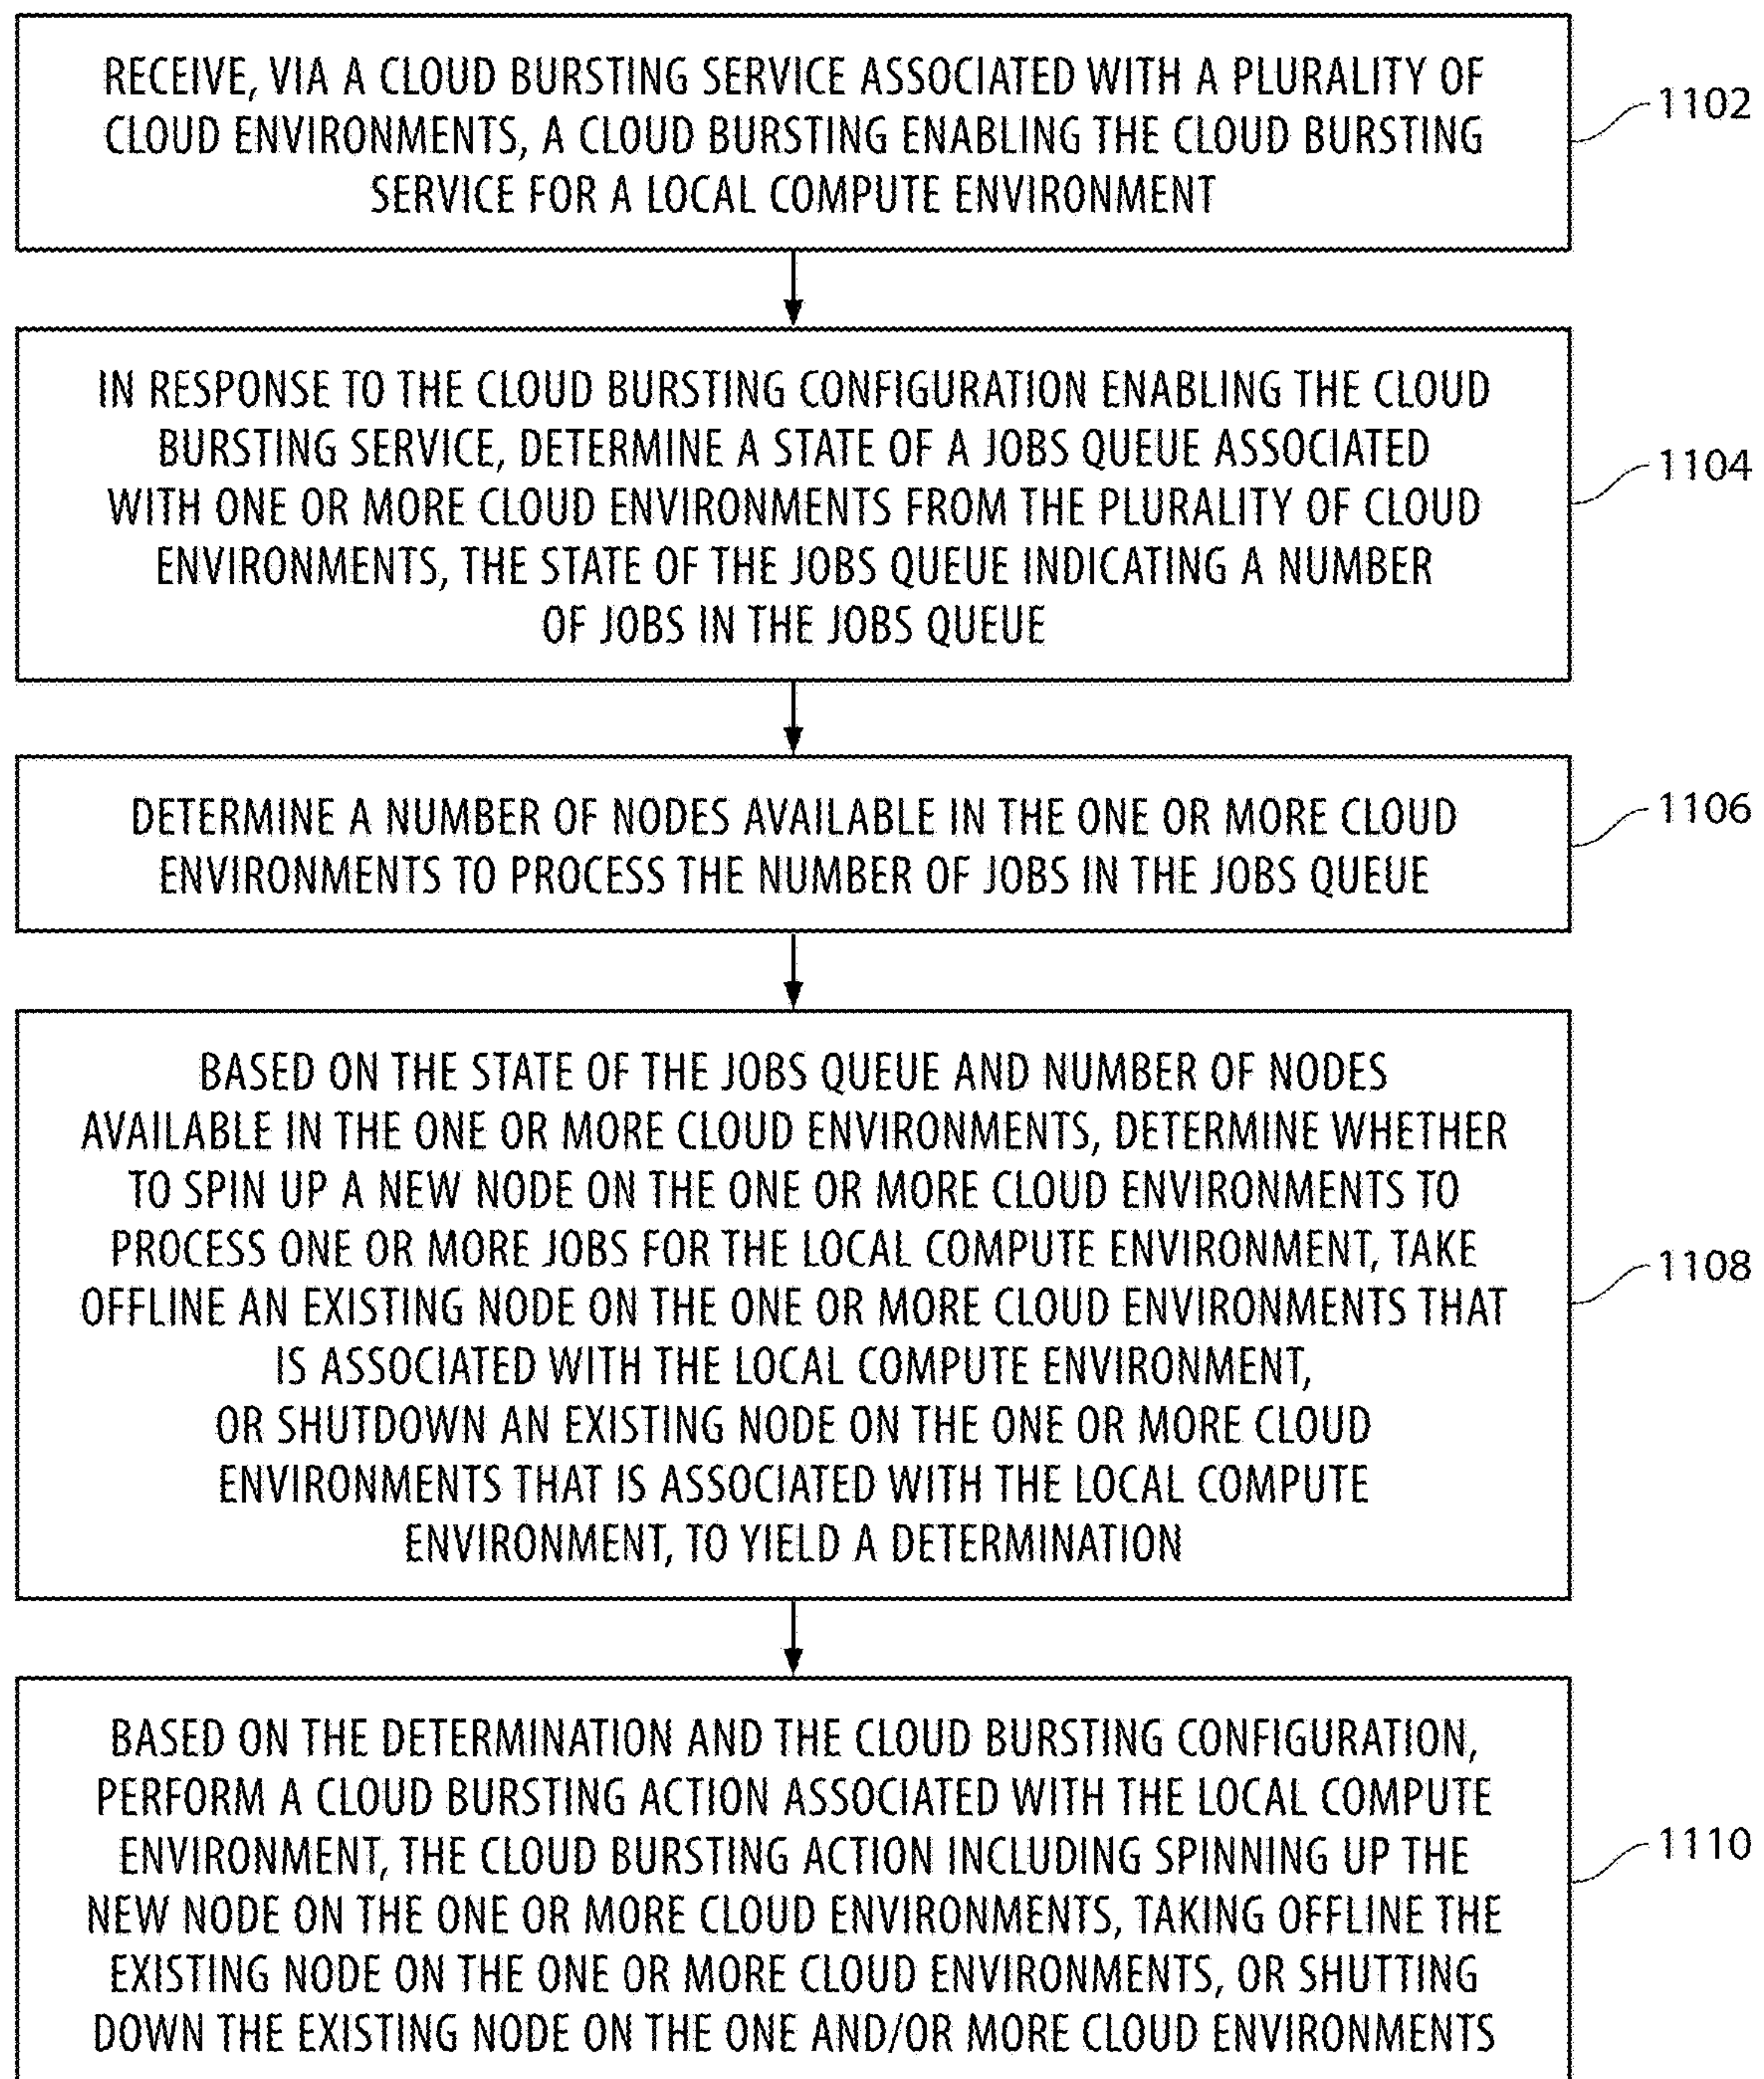 RECEIVE, VIA A CLOUD BURSTING SERVICE ASSOCIATED WITH A PLURALITY OF
CLOUD ENVIRONMENTS, A CLOUD BURSTING ENABLING THE CLOUD BURSTING
SERVICE FOR A LOCAL COMPUTE ENVIRONMENT
1102
IN RESPONSE TO THE CLOUD BURSTING CONFIGURATION ENABLING THE CLOUD
BURSTING SERVICE, DETERMINE A STATE OF A JOBS QUEUE ASSOCIATED
WITH ONE OR MORE CLOUD ENVIRONMENTS FROM THE PLURALITY OF CLOUD
ENVIRONMENTS, THE STATE OF THE JOBS QUEUE INDICATING A NUMBER
OF JOBS IN THE JOBS QUEUE
1104
DETERMINE A NUMBER OF NODES AVAILABLE IN THE ONE OR MORE CLOUD
ENVIRONMENTS TO PROCESS THE NUMBER OF JOBS IN THE JOBS QUEUE
1106
BASED ON THE STATE OF THE JOBS QUEUE AND NUMBER OF NODES
AVAILABLE IN THE ONE OR MORE CLOUD ENVIRONMENTS, DETERMINE WHETHER
TO SPIN UP A NEW NODE ON THE ONE OR MORE CLOUD ENVIRONMENTS TO
PROCESS ONE OR MORE JOBS FOR THE LOCAL COMPUTE ENVIRONMENT, TAKE
OFFLINE AN EXISTING NODE ON THE ONE OR MORE CLOUD ENVIRONMENTS THAT
IS ASSOCIATED WITH THE LOCAL COMPUTE ENVIRONMENT,
OR SHUTDOWN AN EXISTING NODE ON THE ONE OR MORE CLOUD
ENVIRONMENTS THAT IS ASSOCIATED WITH THE LOCAL COMPUTE
ENVIRONMENT, TO YIELD A DETERMINATION
1108
BASED ON THE DETERMINATION AND THE CLOUD BURSTING CONFIGURATION,
PERFORM A CLOUD BURSTING ACTION ASSOCIATED WITH THE LOCAL COMPUTE
ENVIRONMENT, THE CLOUD BURSTING ACTION INCLUDING SPINNING UP THE
NEW NODE ON THE ONE OR MORE CLOUD ENVIRONMENTS, TAKING OFFLINE THE
EXISTING NODE ON THE ONE OR MORE CLOUD ENVIRONMENTS, OR SHUTTING
DOWN THE EXISTING NODE ON THE ONE AND/OR MORE CLOUD ENVIRONMENTS
1110